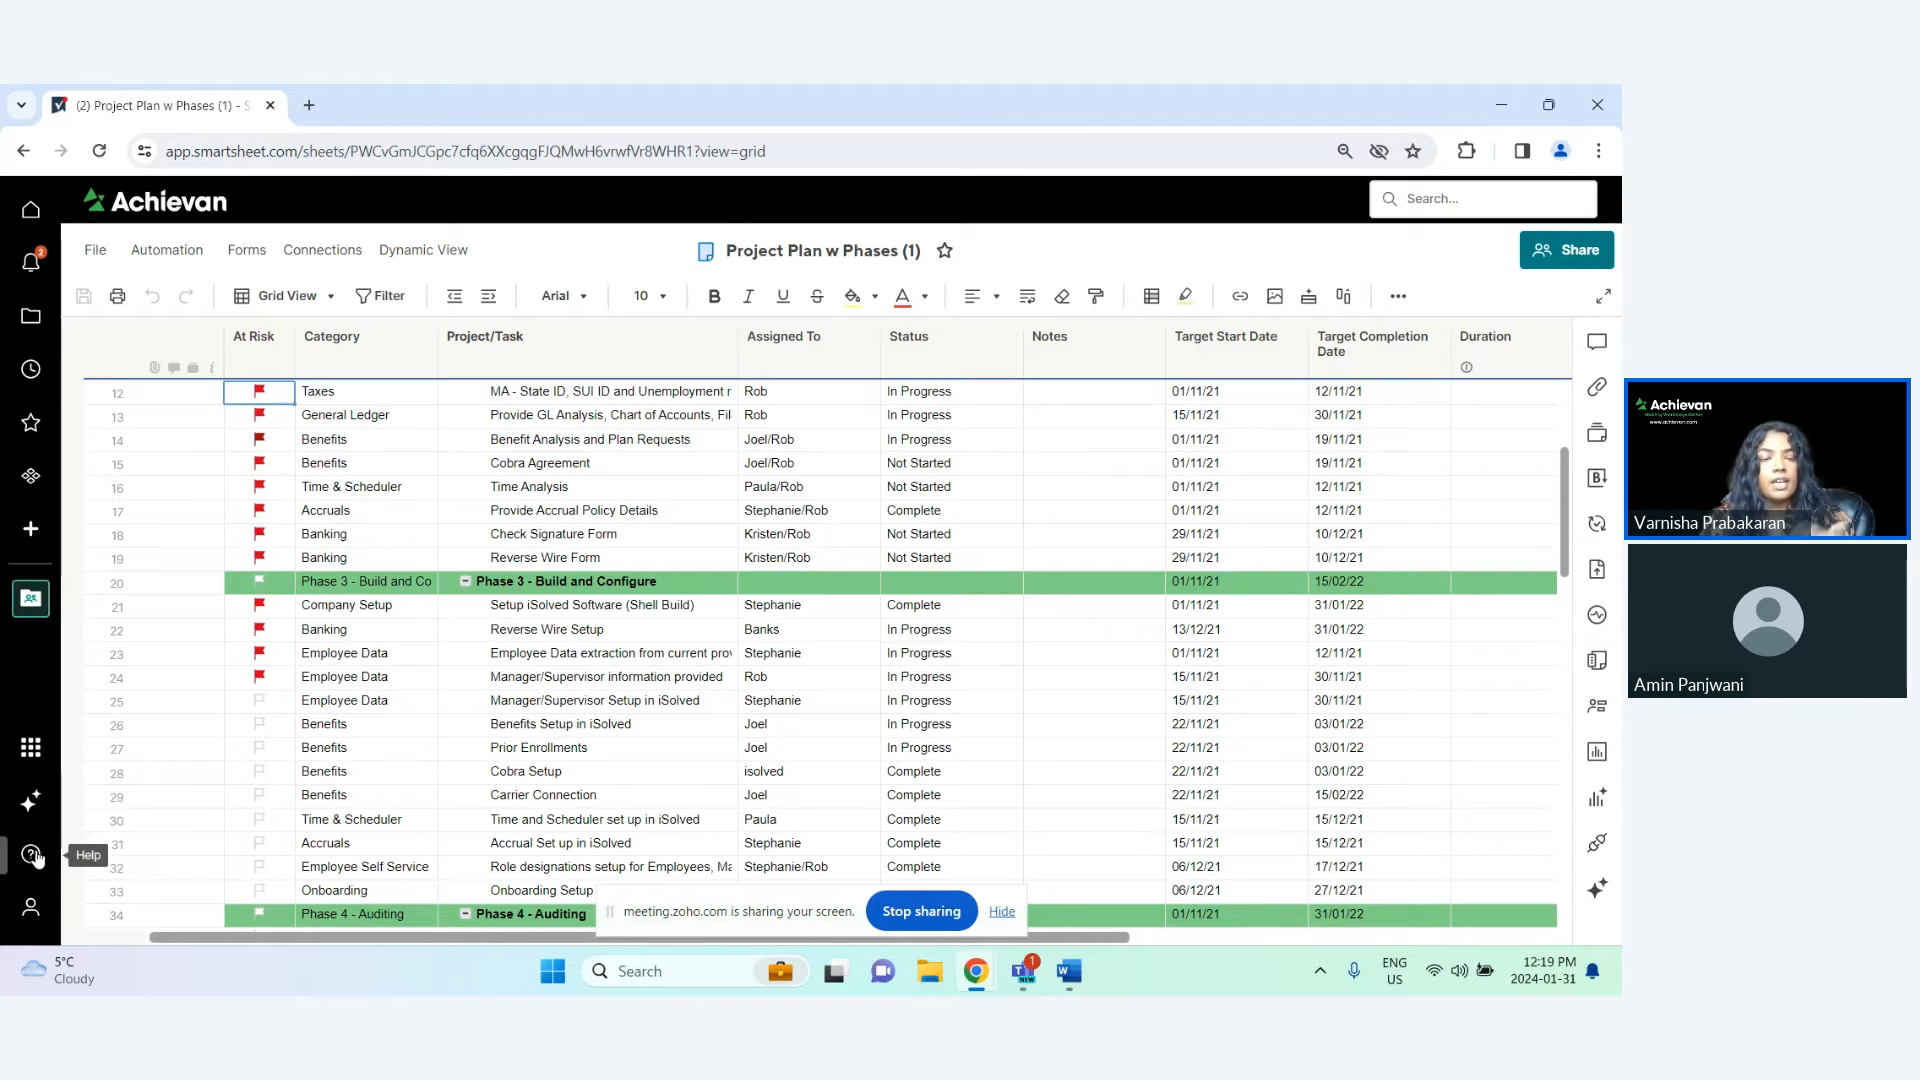 (2) Project Plan w Phases (1) - S
app.smartsheet.com/sheets/PWCvGmJCGpc7cfq6XXcgqgFJQMwH6vrwfVr8WHR1?view=grid
Achievan
Search...
File Automation Forms Connections Dynamic View
Project Plan w Phases (1)
Share
Grid View Filter Arial 10 B I U S A
At Risk Category Project/Task Assigned To Status Notes Target Start Date Target Completion Date Duration
12 Taxes MA - State ID, SUI ID and Unemployment r Rob In Progress 01/11/21 12/11/21
13 General Ledger Provide GL Analysis, Chart of Accounts, Fil Rob In Progress 15/11/21 30/11/21
14 Benefits Benefit Analysis and Plan Requests Joel/Rob In Progress 01/11/21 19/11/21
15 Benefits Cobra Agreement Joel/Rob Not Started 01/11/21 19/11/21
16 Time & Scheduler Time Analysis Paula/Rob Not Started 01/11/21 12/11/21
17 Accruals Provide Accrual Policy Details Stephanie/Rob Complete 01/11/21 12/11/21
18 Banking Check Signature Form Kristen/Rob Not Started 29/11/21 10/12/21
19 Banking Reverse Wire Form Kristen/Rob Not Started 29/11/21 10/12/21
20 Phase 3 - Build and Co Phase 3 - Build and Configure 01/11/21 15/02/22
21 Company Setup Setup iSolved Software (Shell Build) Stephanie Complete 01/11/21 31/01/22
22 Banking Reverse Wire Setup Banks In Progress 13/12/21 31/01/22
23 Employee Data Employee Data extraction from current prov Stephanie In Progress 01/11/21 12/11/21
24 Employee Data Manager/Supervisor information provided Rob In Progress 15/11/21 30/11/21
25 Employee Data Manager/Supervisor Setup in iSolved Stephanie In Progress 15/11/21 30/11/21
26 Benefits Benefits Setup in iSolved Joel In Progress 22/11/21 03/01/22
27 Benefits Prior Enrollments Joel In Progress 22/11/21 03/01/22
28 Benefits Cobra Setup isolved Complete 22/11/21 03/01/22
29 Benefits Carrier Connection Joel Complete 22/11/21 15/02/22
30 Time & Scheduler Time and Scheduler set up in iSolved Paula Complete 15/11/21 15/12/21
31 Accruals Accrual Set up in iSolved Stephanie Complete 15/11/21 15/12/21
32 Employee Self Service Role designations setup for Employees, Ma Stephanie/Rob Complete 06/12/21 17/12/21
33 Onboarding Onboarding Setup 06/12/21 27/12/21
34 Phase 4 - Auditing Phase 4 - Auditing 01/11/21 31/01/22
2
Help
meeting.zoho.com is sharing your screen.
Stop sharing
Hide
5°C
Cloudy
Search
NEW
1
ENG
US
12:19 PM
2024-01-31
Achievan
www.achievan.com
Varnisha Prabakaran
Amin Panjwani